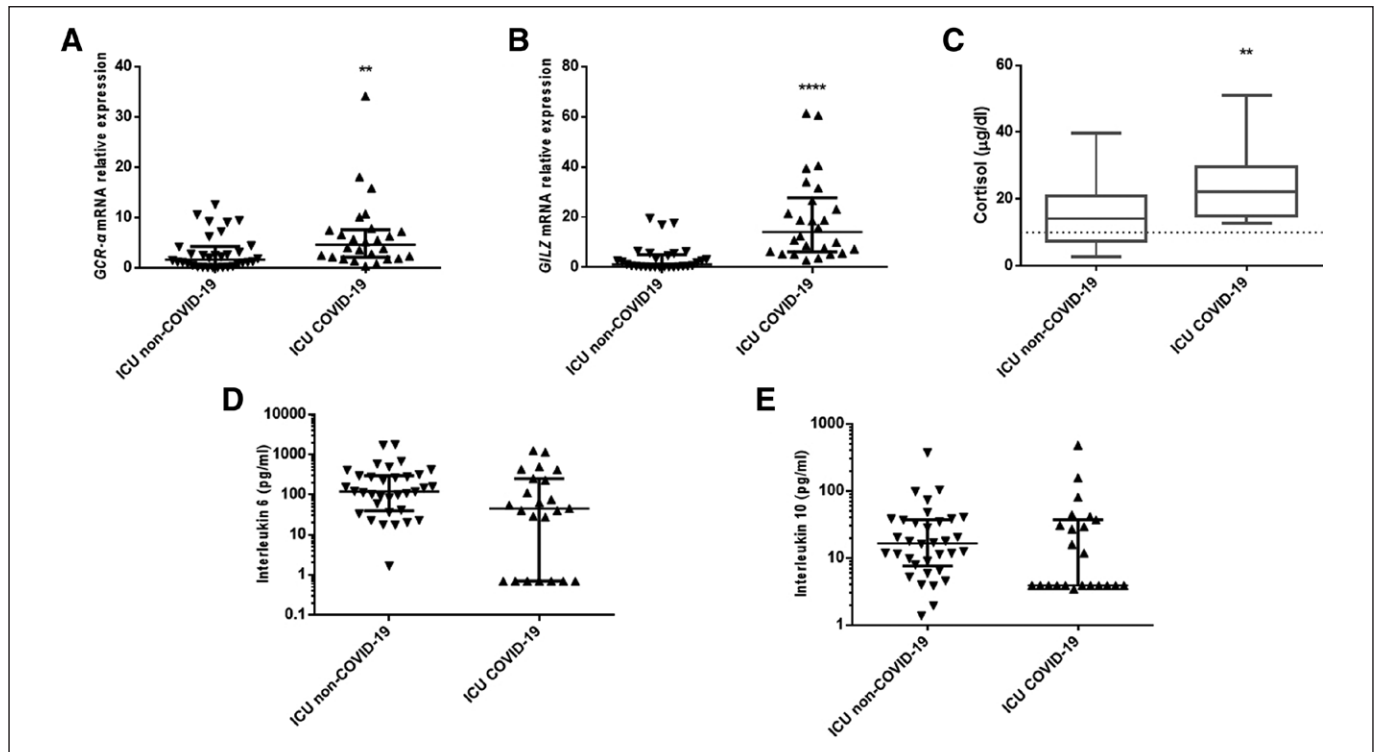 A
GCR-α mRNA relative expression
40
30
20
10
0
**
ICU non-COVID-19
ICU COVID-19
B
GILZ mRNA relative expression
80
60
40
20
0
****
ICU non-COVID19
ICU COVID-19
C
Cortisol (µg/dl)
60
40
20
0
**
ICU non-COVID-19
ICU COVID-19
D
Interleukin 6 (pg/ml)
10000
1000
100
10
1
0.1
ICU non-COVID-19
ICU COVID-19
E
Interleukin 10 (pg/ml)
1000
100
10
1
ICU non-COVID-19
ICU COVID-19